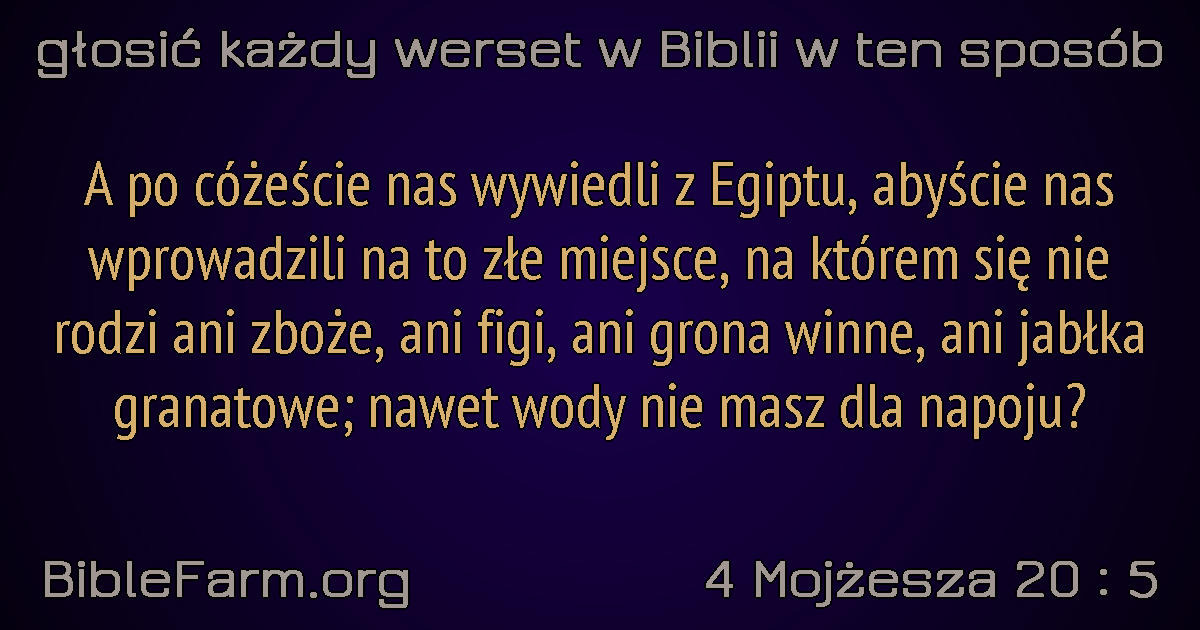 głosić każdy werset w Biblii w ten sposób
A po cóżeście nas wywiedli z Egiptu, abyście nas
wprowadzili na to złe miejsce, na którem się nie
rodzi ani zboże, ani figi, ani grona winne, ani jabłka
granatowe; nawet wody nie masz dla napoju?
BibleFarm.org
4 Mojżesza 20 : 5